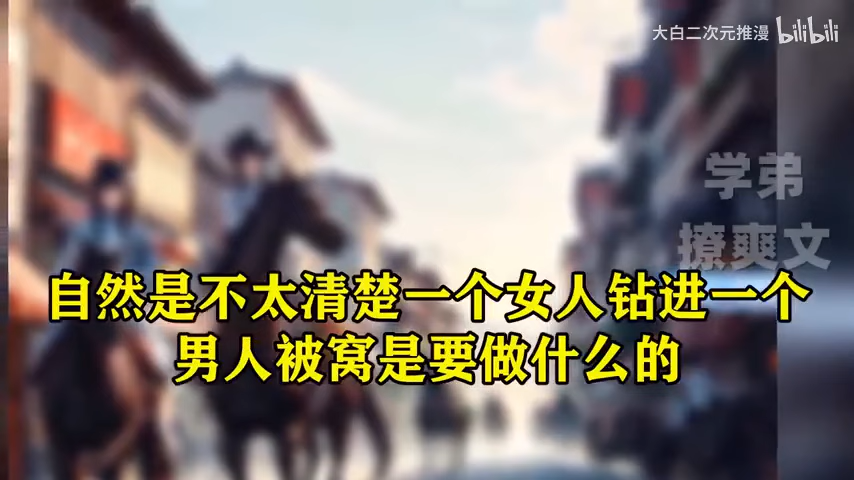 大白二次元推漫 bilibili
学弟
撩爽文
自然是不太清楚一个女人钻进一个
男人被窝是要做什么的